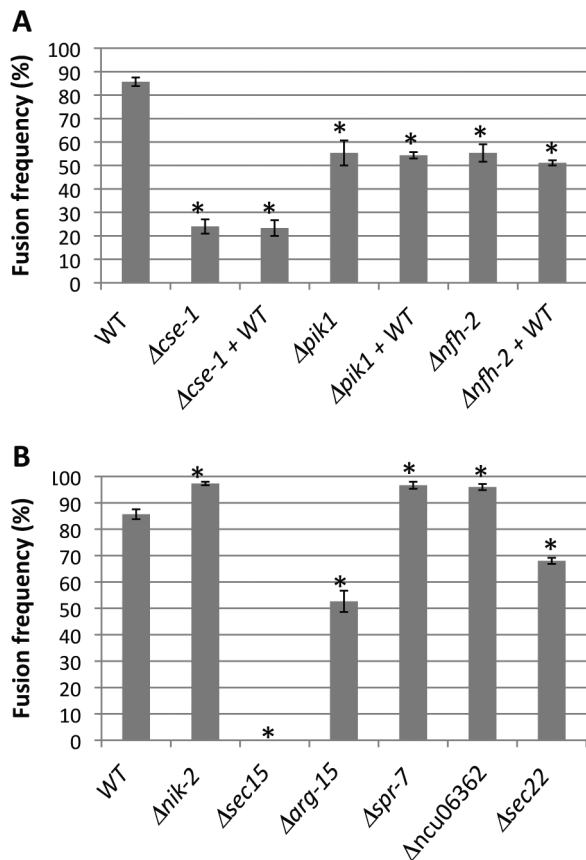 A
Fusion frequency (%)
100
90
80
70
60
50
40
30
20
10
0
*
*
*
*
*
*
WT
Δcse-1
Δcse-1 + WT
Δpik1
Δpik1 + WT
Δnfh-2
Δnfh-2 + WT
B
Fusion frequency (%)
100
90
80
70
60
50
40
30
20
10
0
*
*
*
*
*
*
WT
Δnik-2
Δsec15
Δarg-15
Δspr-7
Δncu06362
Δsec22